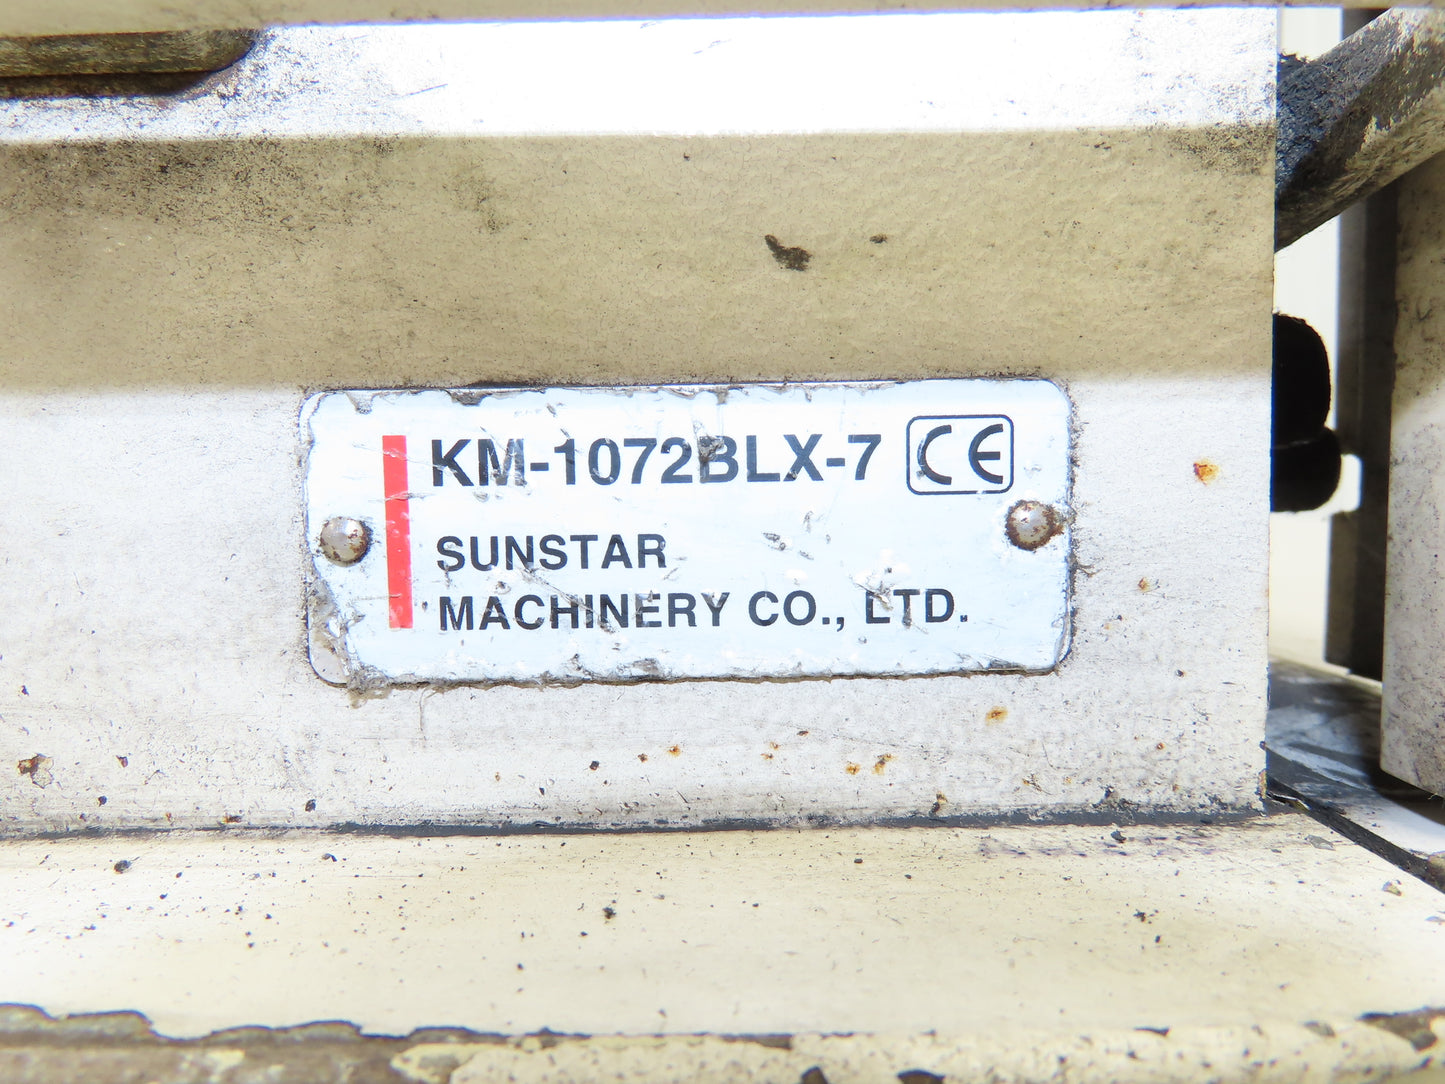 KM-1072BLX-7 CE
SUNSTAR
MACHINERY CO., LTD.